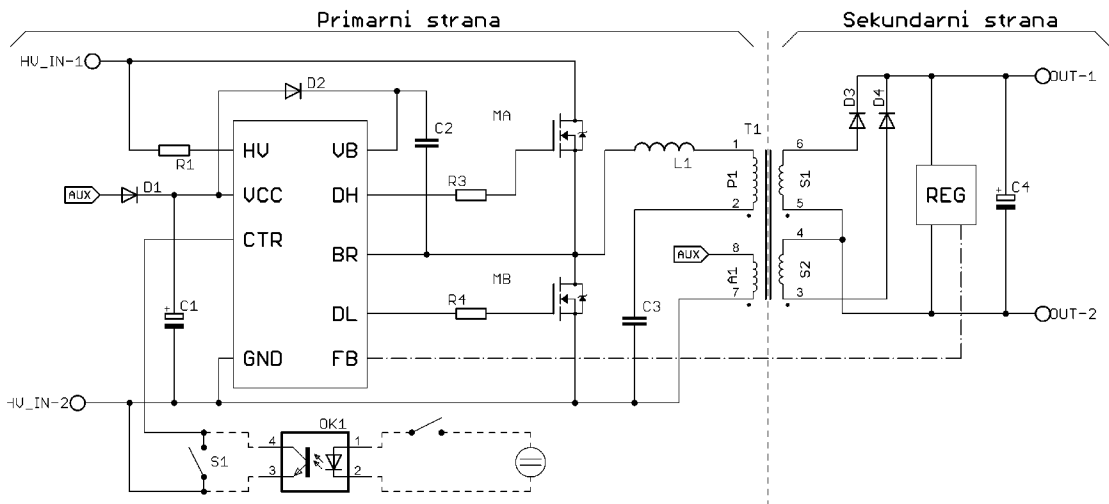 Primarni strana
Sekundarni strana
HV_IN-1
OUT-1
D2
D3
D4
MA
C2
T1
HV
VB
R1
1
6
L1
P1
S1
AUX
D1
VCC
DH
R3
REG
C4
2
5
CTR
4
BR
AUX
8
A1
S2
MB
7
3
C1
DL
R4
C3
OUT-2
GND
FB
HV_IN-2
OK1
S1
4
1
3
2